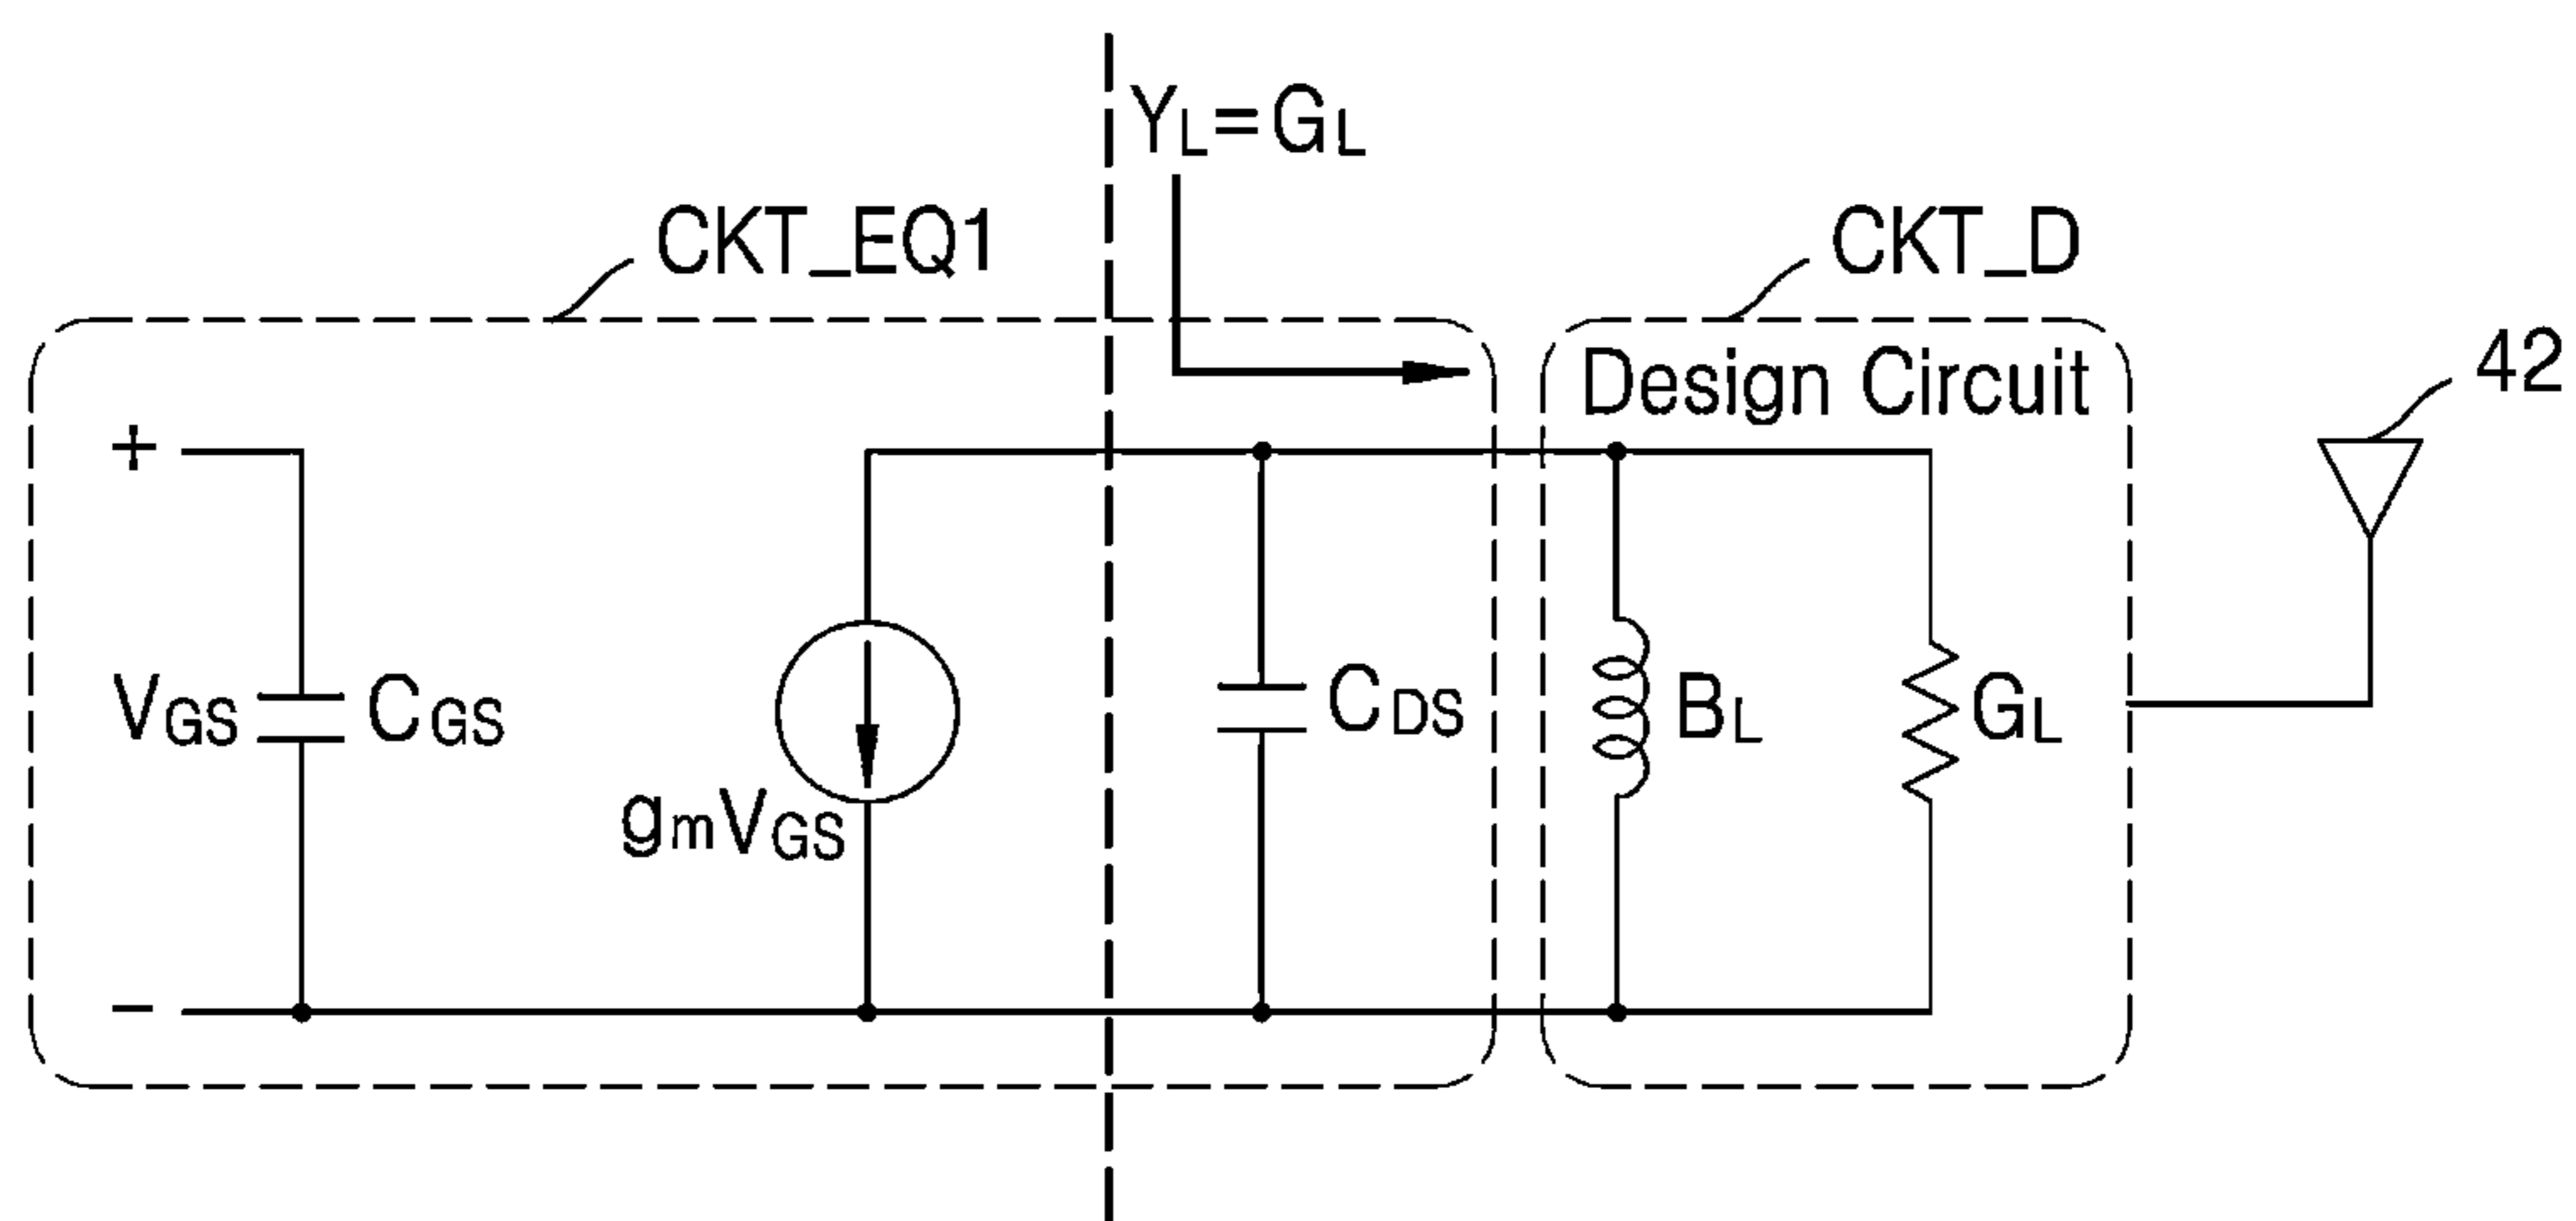 YL=GL
CKT_EQ1
CKT_D
Design Circuit
42
+
VGS
CGS
gmVGS
CDS
BL
GL
−